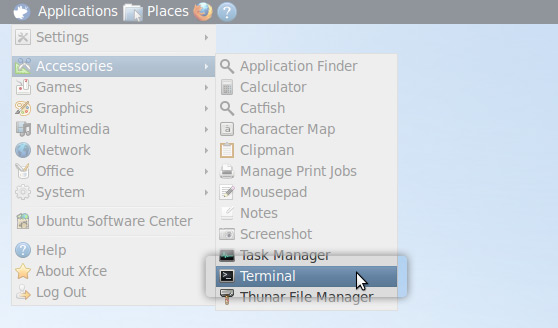 Applications Places
Settings
Accessories
Games
Graphics
Multimedia
Network
Office
System
Ubuntu Software Center
Help
About Xfce
Log Out
Application Finder
Calculator
Catfish
Character Map
Clipman
Manage Print Jobs
Mousepad
Notes
Screenshot
Task Manager
Terminal
Thunar File Manager